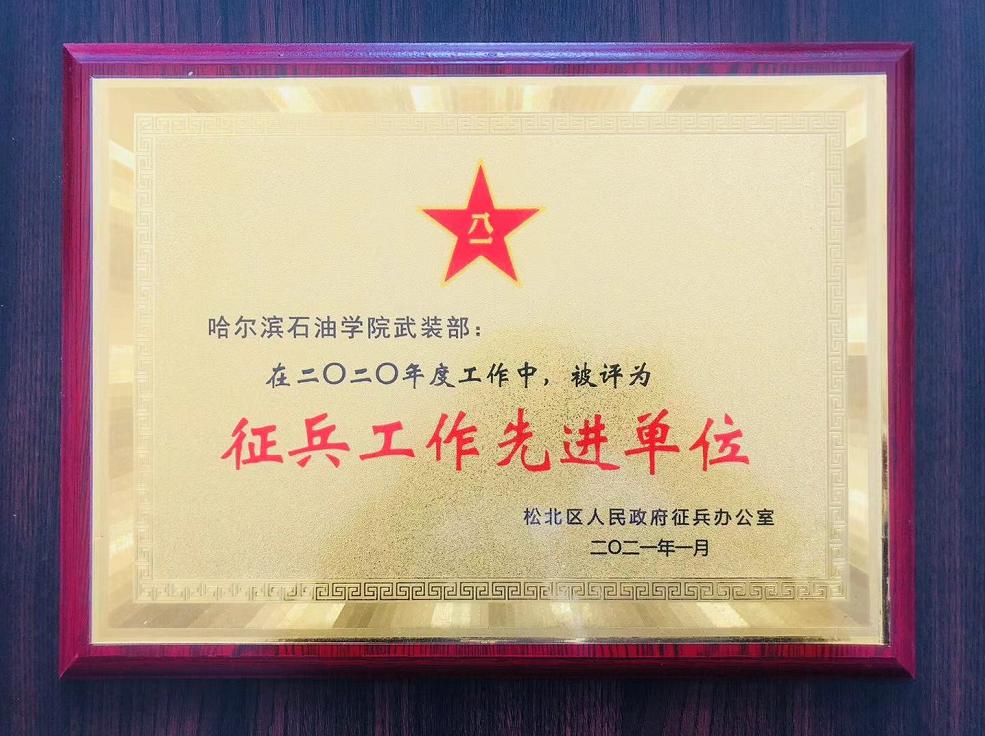 八一
哈尔滨石油学院武装部：
在二〇二〇年度工作中，被评为
征兵工作先进单位
松北区人民政府征兵办公室
二〇二一年一月